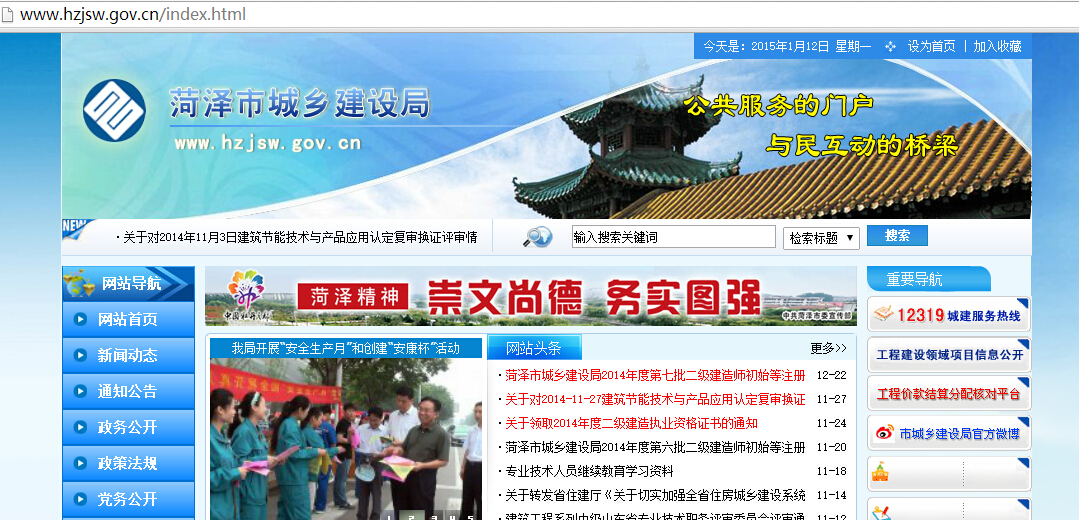 www.hzjsw.gov.cn/index.html
今天是：2015年1月12日 星期一 设为首页 | 加入收藏
菏泽市城乡建设局
www.hzjsw.gov.cn
公共服务的门户
与民互动的桥梁
NEW
·关于对2014年11月3日建筑节能技术与产品应用认定复审换证评审情
输入搜索关键词
检索标题
搜索
网站导航
网站首页
新闻动态
通知公告
政务公开
政策法规
党务公开
菏泽精神
崇文尚德 务实图强
中共菏泽市委宣传部
我局开展“安全生产月”和创建“安康杯”活动
1 2 3 4 5
网站头条
更多>>
·菏泽市城乡建设局2014年度第七批二级建造师初始等注册 12-22
·关于对2014-11-27建筑节能技术与产品应用认定复审换证 11-27
·关于领取2014年度二级建造执业资格证书的通知 11-24
·菏泽市城乡建设局2014年度第六批二级建造师初始等注册 11-20
·专业技术人员继续教育学习资料 11-18
·关于转发省住建厅《关于切实加强全省住房城乡建设系统 11-14
重要导航
12319 城建服务热线
工程建设领域项目信息公开
工程价款结算分配核对平台
市城乡建设局官方微博